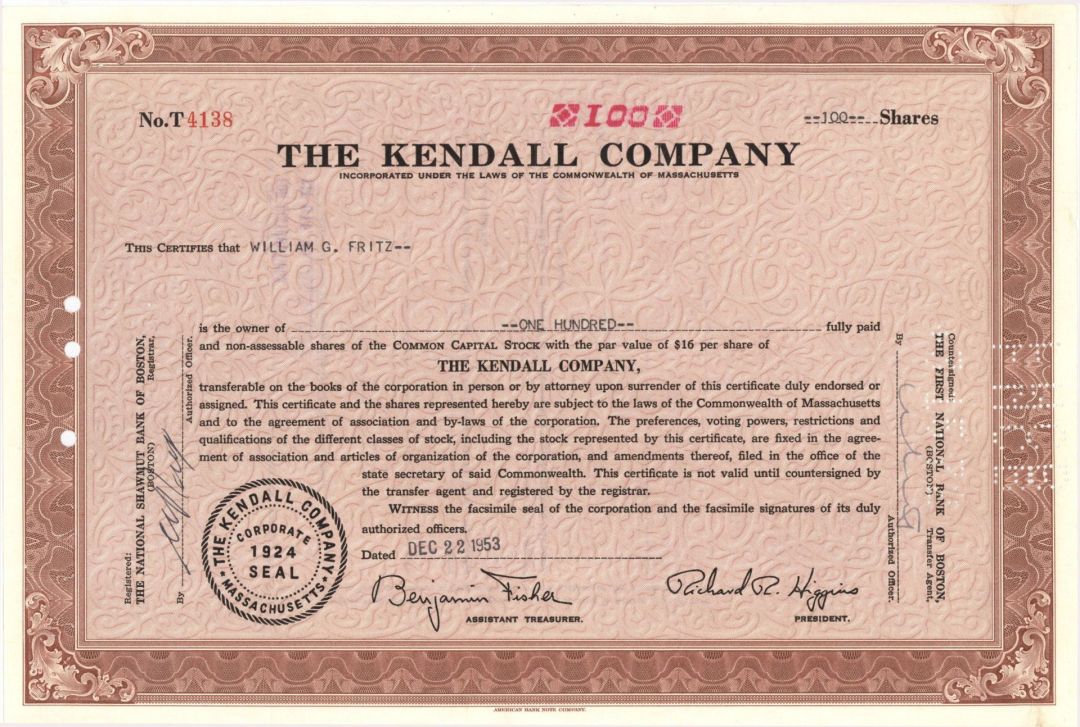 No. T 4138
100
--100-- Shares
THE KENDALL COMPANY
INCORPORATED UNDER THE LAWS OF THE COMMONWEALTH OF MASSACHUSETTS
THIS CERTIFIES that WILLIAM G. FRITZ--
is the owner of --ONE HUNDRED-- fully paid
and non-assessable shares of the COMMON CAPITAL STOCK with the par value of $16 per share of
THE KENDALL COMPANY,
transferable on the books of the corporation in person or by attorney upon surrender of this certificate duly endorsed or
assigned. This certificate and the shares represented hereby are subject to the laws of the Commonwealth of Massachusetts
and to the agreement of association and by-laws of the corporation. The preferences, voting powers, restrictions and
qualifications of the different classes of stock, including the stock represented by this certificate, are fixed in the agree-
ment of association and articles of organization of the corporation, and amendments thereof, filed in the office of the
state secretary of said Commonwealth. This certificate is not valid until countersigned by
the transfer agent and registered by the registrar.
WITNESS the facsimile seal of the corporation and the facsimile signatures of its duly
authorized officers.
Dated DEC 22 1953
Benjamin Fisher
ASSISTANT TREASURER.
Richard R. Higgins
PRESIDENT.
THE KENDALL COMPANY
CORPORATE
1924
SEAL
MASSACHUSETTS
Registered:
THE NATIONAL SHAWMUT BANK OF BOSTON,
(BOSTON) Registrar,
By
Authorized Officer.
Countersigned:
THE FIRST NATIONAL BANK OF BOSTON,
(BOSTON) Transfer Agent,
By
Authorized Officer.
AMERICAN BANK NOTE COMPANY.